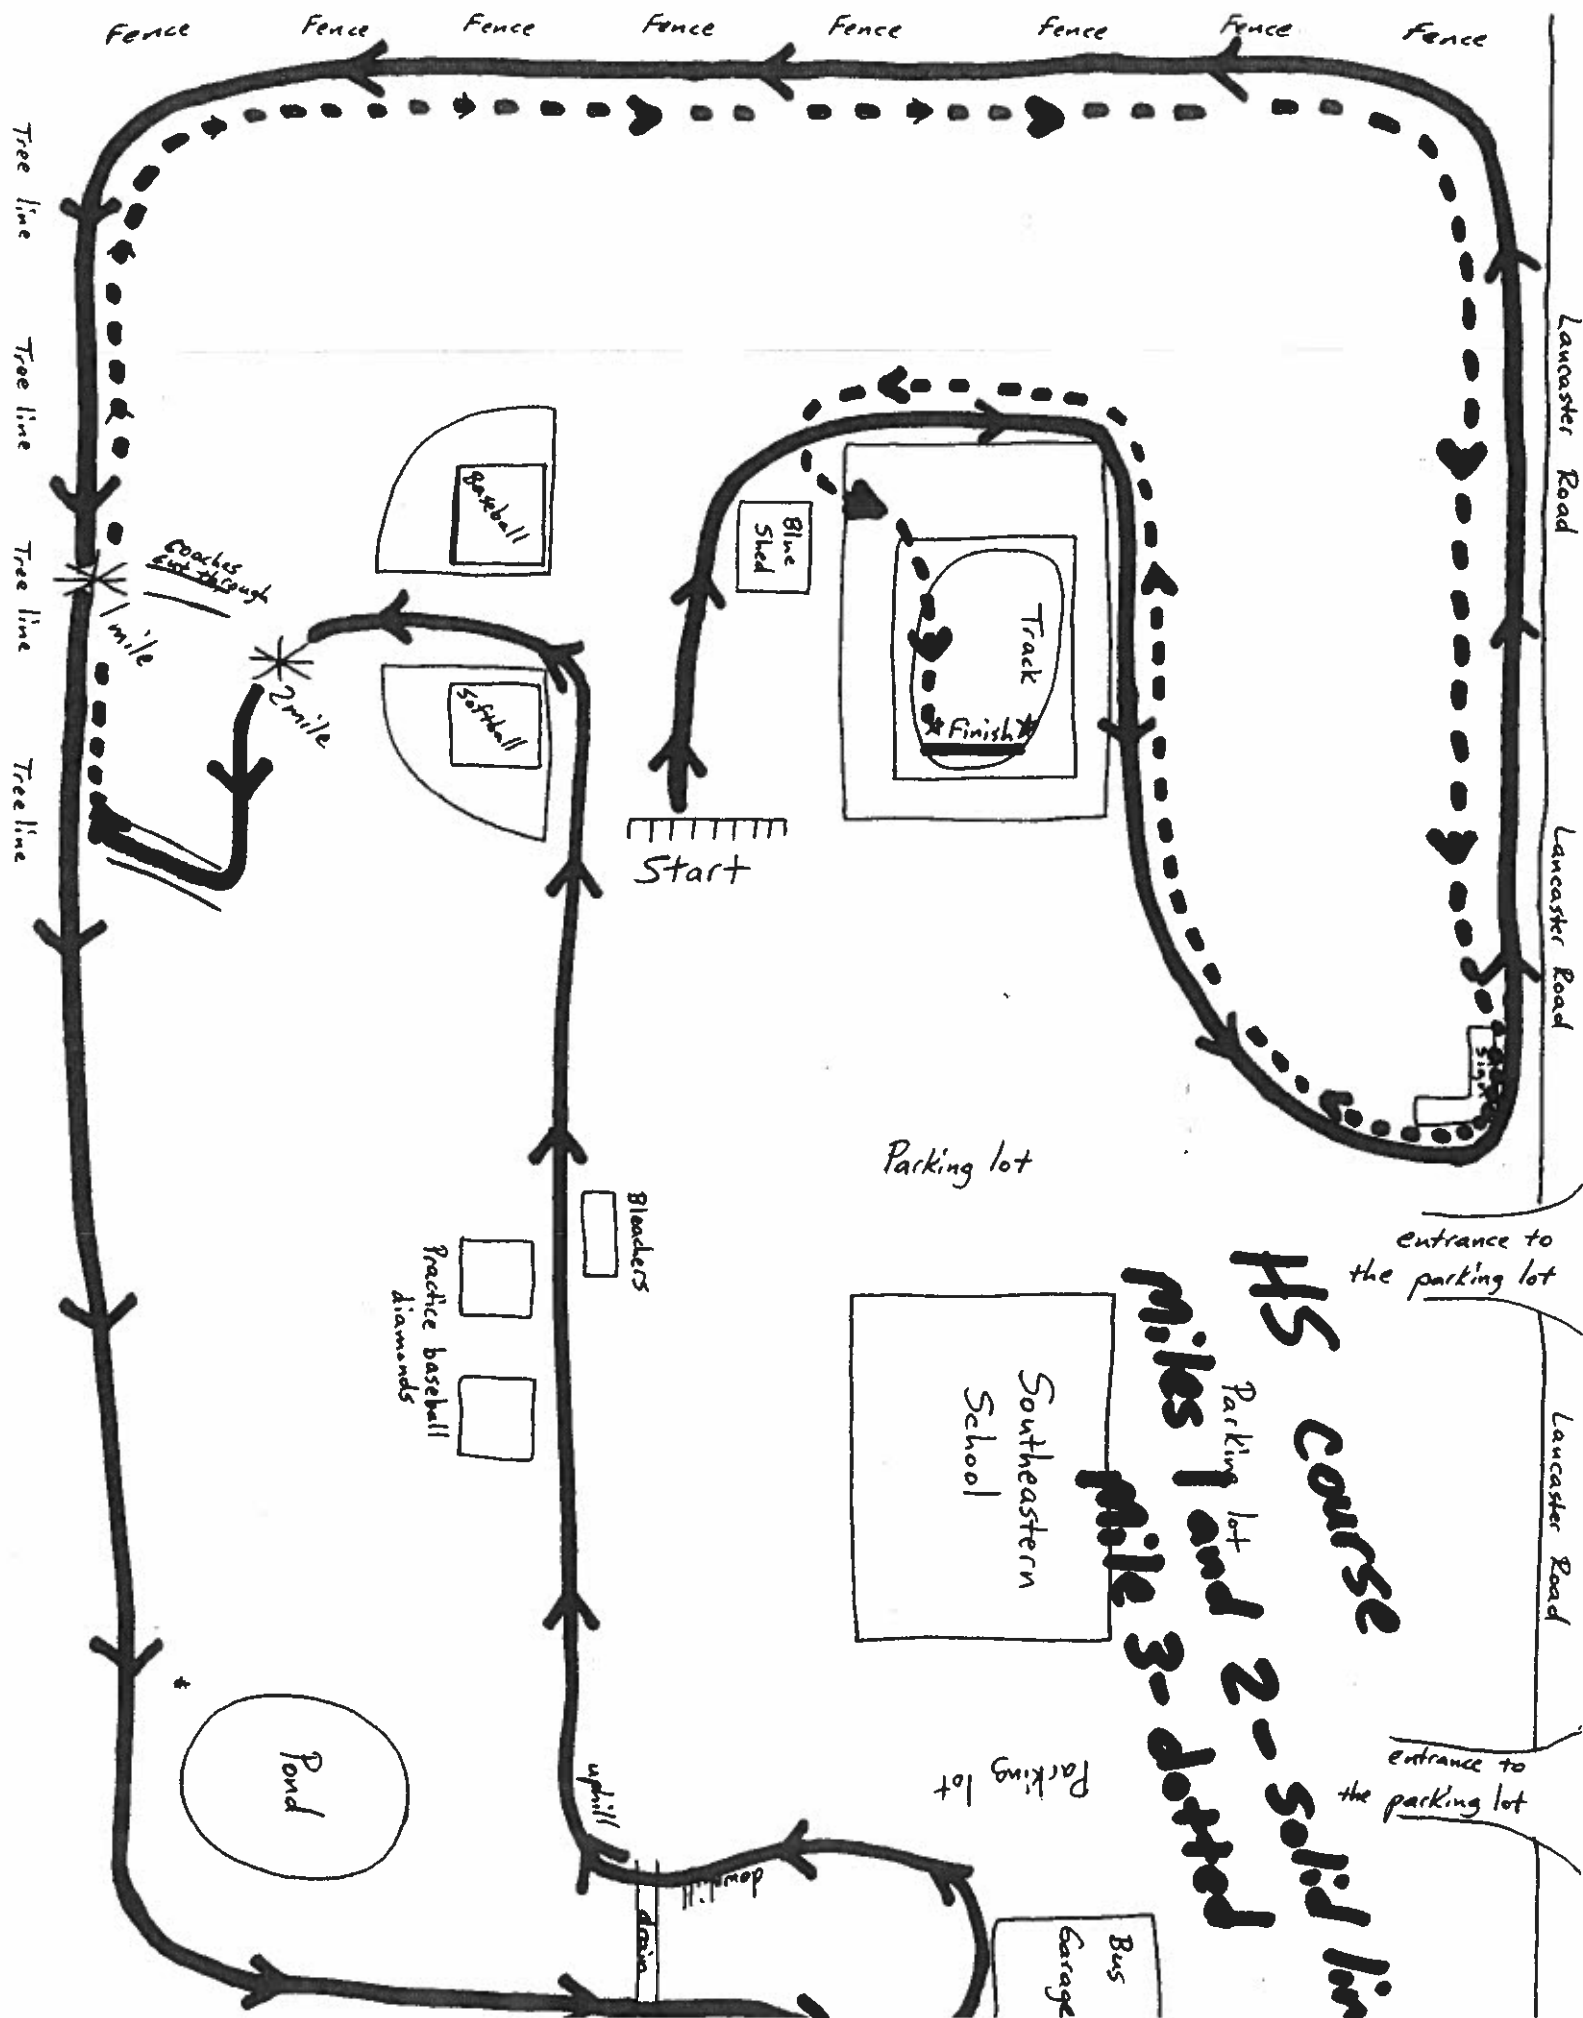 Fence Fence Fence Fence Fence Fence Fence Fence
Tree line
Tree line
Tree line
Tree line
Lancaster Road
Lancaster Road
Lancaster Road
Baseball
coaches
cut through
1 mile
2 mile
Softball
Blue
Shed
Track
*Finish*
Start
Sign
Parking lot
entrance to
the parking lot
Bleachers
Practice baseball
diamonds
Southeastern
School
HS Course
Miles 1 and 2 - Solid lin
Mile 3 - dotted
Parking lot
Parking lot
entrance to
the parking lot
*
Pond
uphill
downhill
drain
Bus
Garage